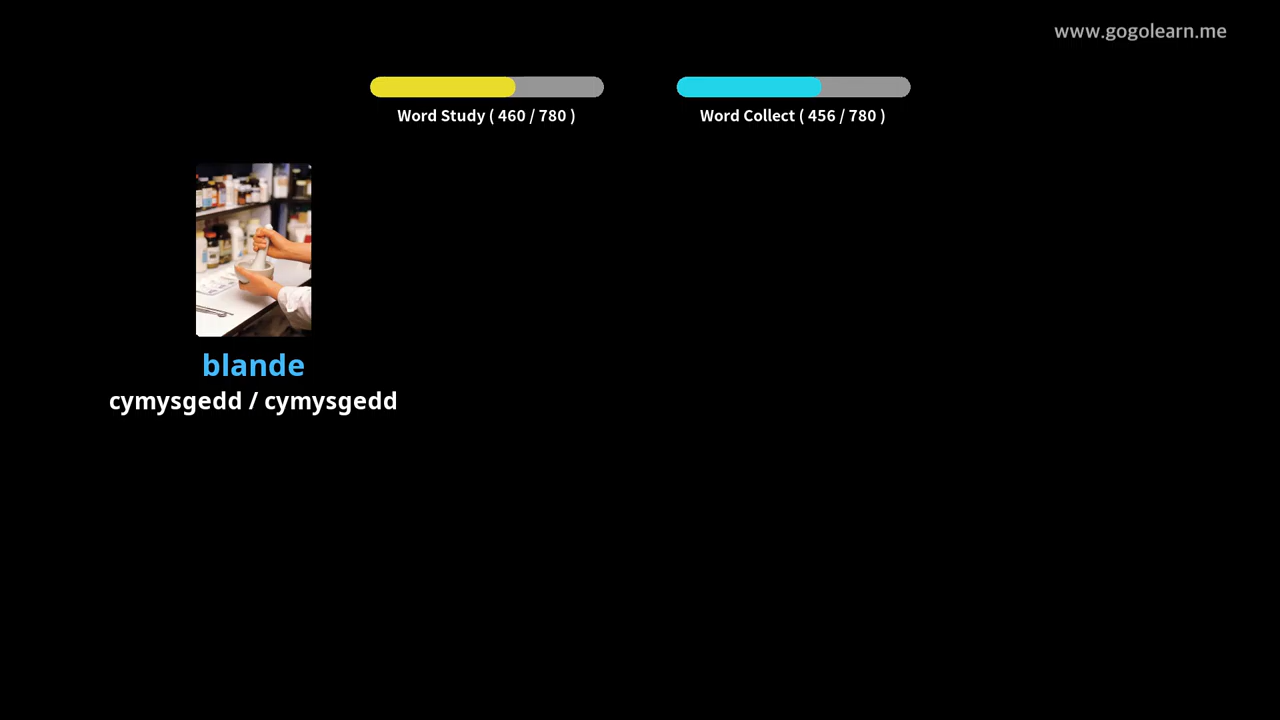 www.gogolearn.me
Word Study ( 460 / 780 )
Word Collect ( 456 / 780 )
blande
cymysgedd / cymysgedd